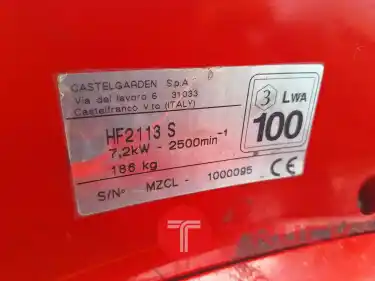 CASTELGARDEN S.p.A
Via del lavoro 6 31033
Castelfranco V.to (ITALY)
HF2113 S
7,2kW - 2500min⁻¹
186 kg
S/N° MZCL - 1000095
CE
3 LWA
100